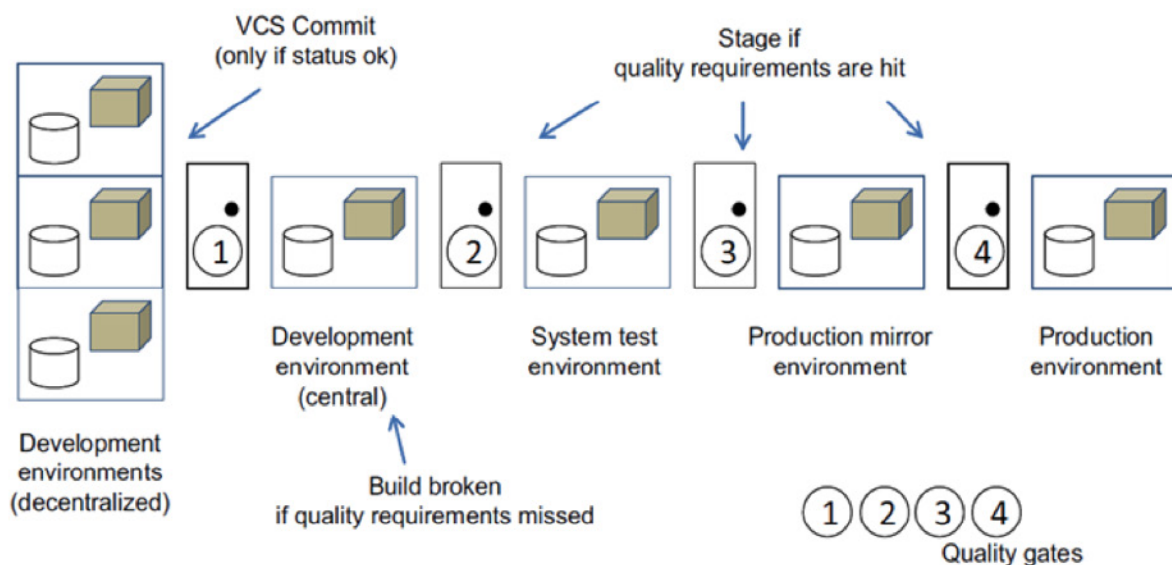 VCS Commit
(only if status ok)
Stage if
quality requirements are hit
1
2
3
4
Development
environments
(decentralized)
Development
environment
(central)
System test
environment
Production mirror
environment
Production
environment
Build broken
if quality requirements missed
1 2 3 4
Quality gates